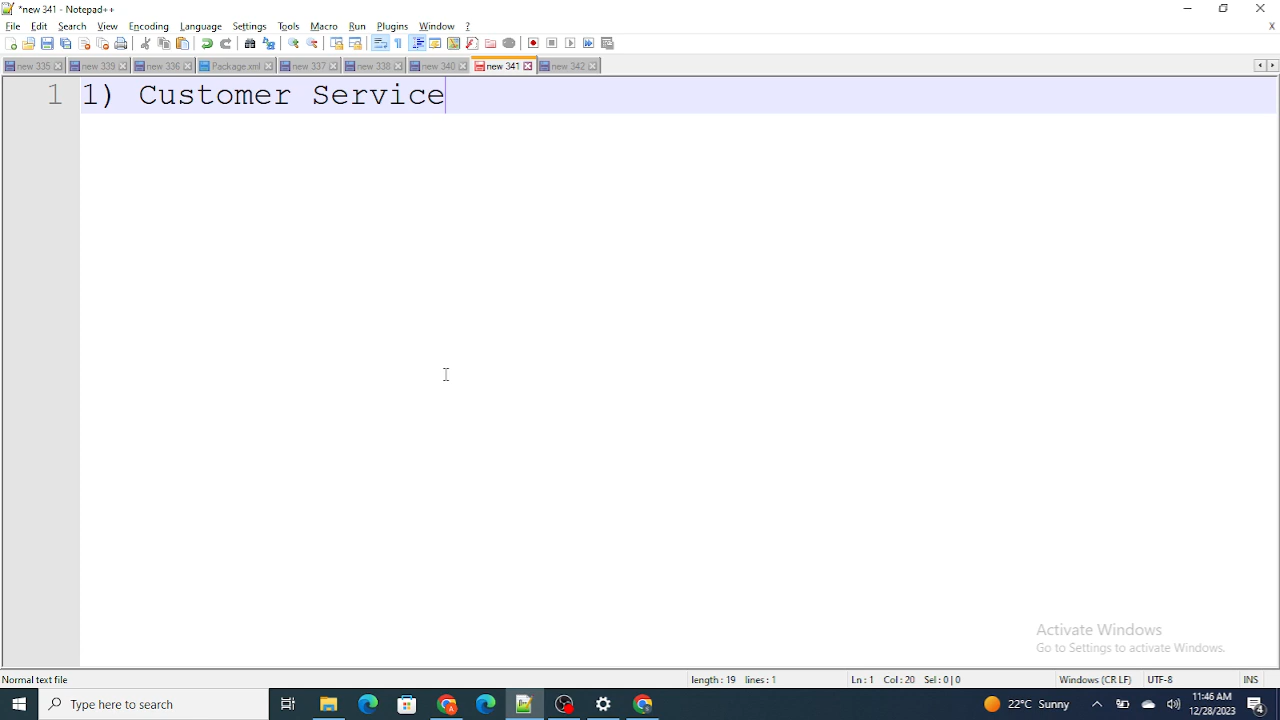 *new 341 - Notepad++
File Edit Search View Encoding Language Settings Tools Macro Run Plugins Window ?
new 335 new 339 new 336 Package.xml new 337 new 338 new 340 new 341 new 342
1 1) Customer Service
Activate Windows
Go to Settings to activate Windows.
Normal text file length: 19 lines: 1 Ln: 1 Col: 20 Sel: 0 | 0 Windows (CR LF) UTF-8 INS
Type here to search 22°C Sunny 11:46 AM
12/28/2023 4